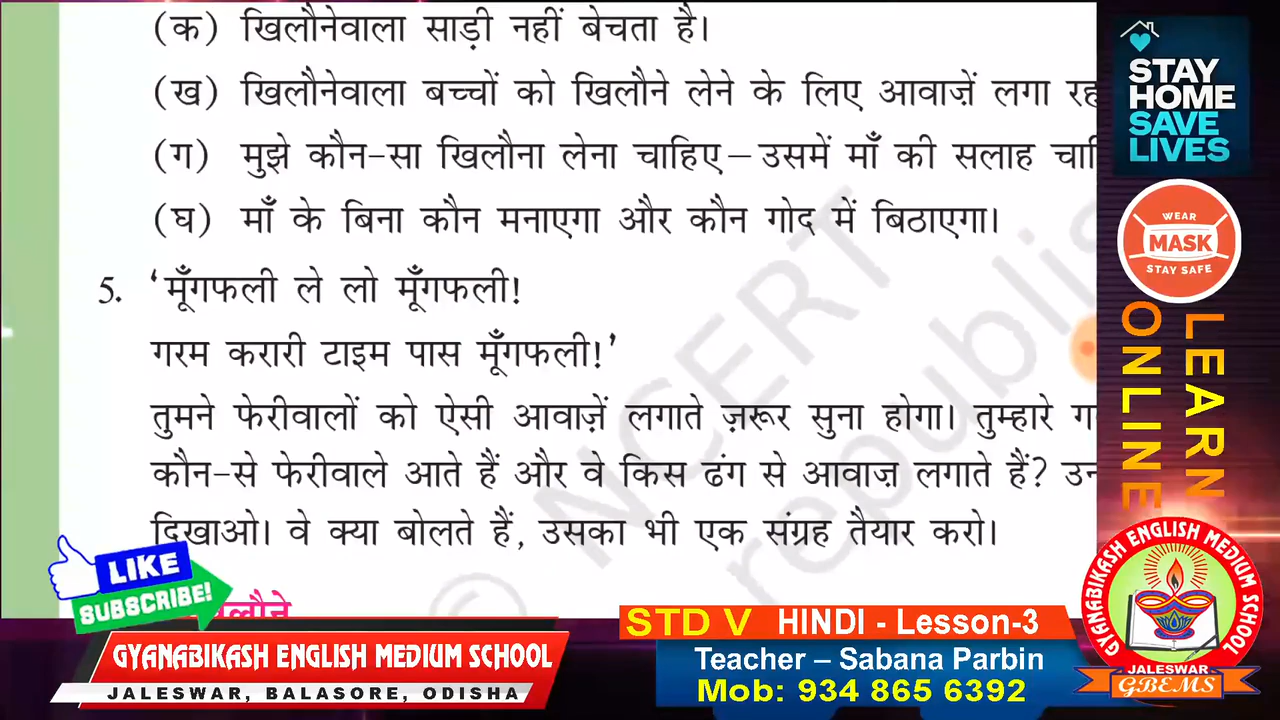 (क) खिलौनेवाला साड़ी नहीं बेचता है।
(ख) खिलौनेवाला बच्चों को खिलौने लेने के लिए आवाज़ें लगा रह
(ग) मुझे कौन-सा खिलौना लेना चाहिए – उसमें माँ की सलाह चाहि
(घ) माँ के बिना कौन मनाएगा और कौन गोद में बिठाएगा।
5. ‘मूँगफली ले लो मूँगफली!
गरम करारी टाइम पास मूँगफली!’
तुमने फेरीवालों को ऐसी आवाज़ें लगाते ज़रूर सुना होगा। तुम्हारे ग
कौन-से फेरीवाले आते हैं और वे किस ढंग से आवाज़ लगाते हैं? उन
दिखाओ। वे क्या बोलते हैं, उसका भी एक संग्रह तैयार करो।
© NCERT
republis
LIKE
SUBSCRIBE!
GYANABIKASH ENGLISH MEDIUM SCHOOL
JALESWAR, BALASORE, ODISHA
STD V HINDI - Lesson-3
Teacher – Sabana Parbin
Mob: 934 865 6392
STAY
HOME
SAVE
LIVES
WEAR
MASK
STAY SAFE
LEARN
ONLINE
GYANABIKASH ENGLISH MEDIUM SCHOOL
JALESWAR
GBEMS